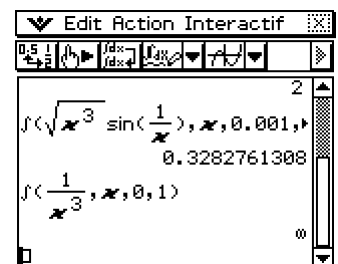 Edit Action Interactif
2
∫(√x³ sin(1/x),x,0.001,
0.3282761308
∫(1/x³,x,0,1)
∞